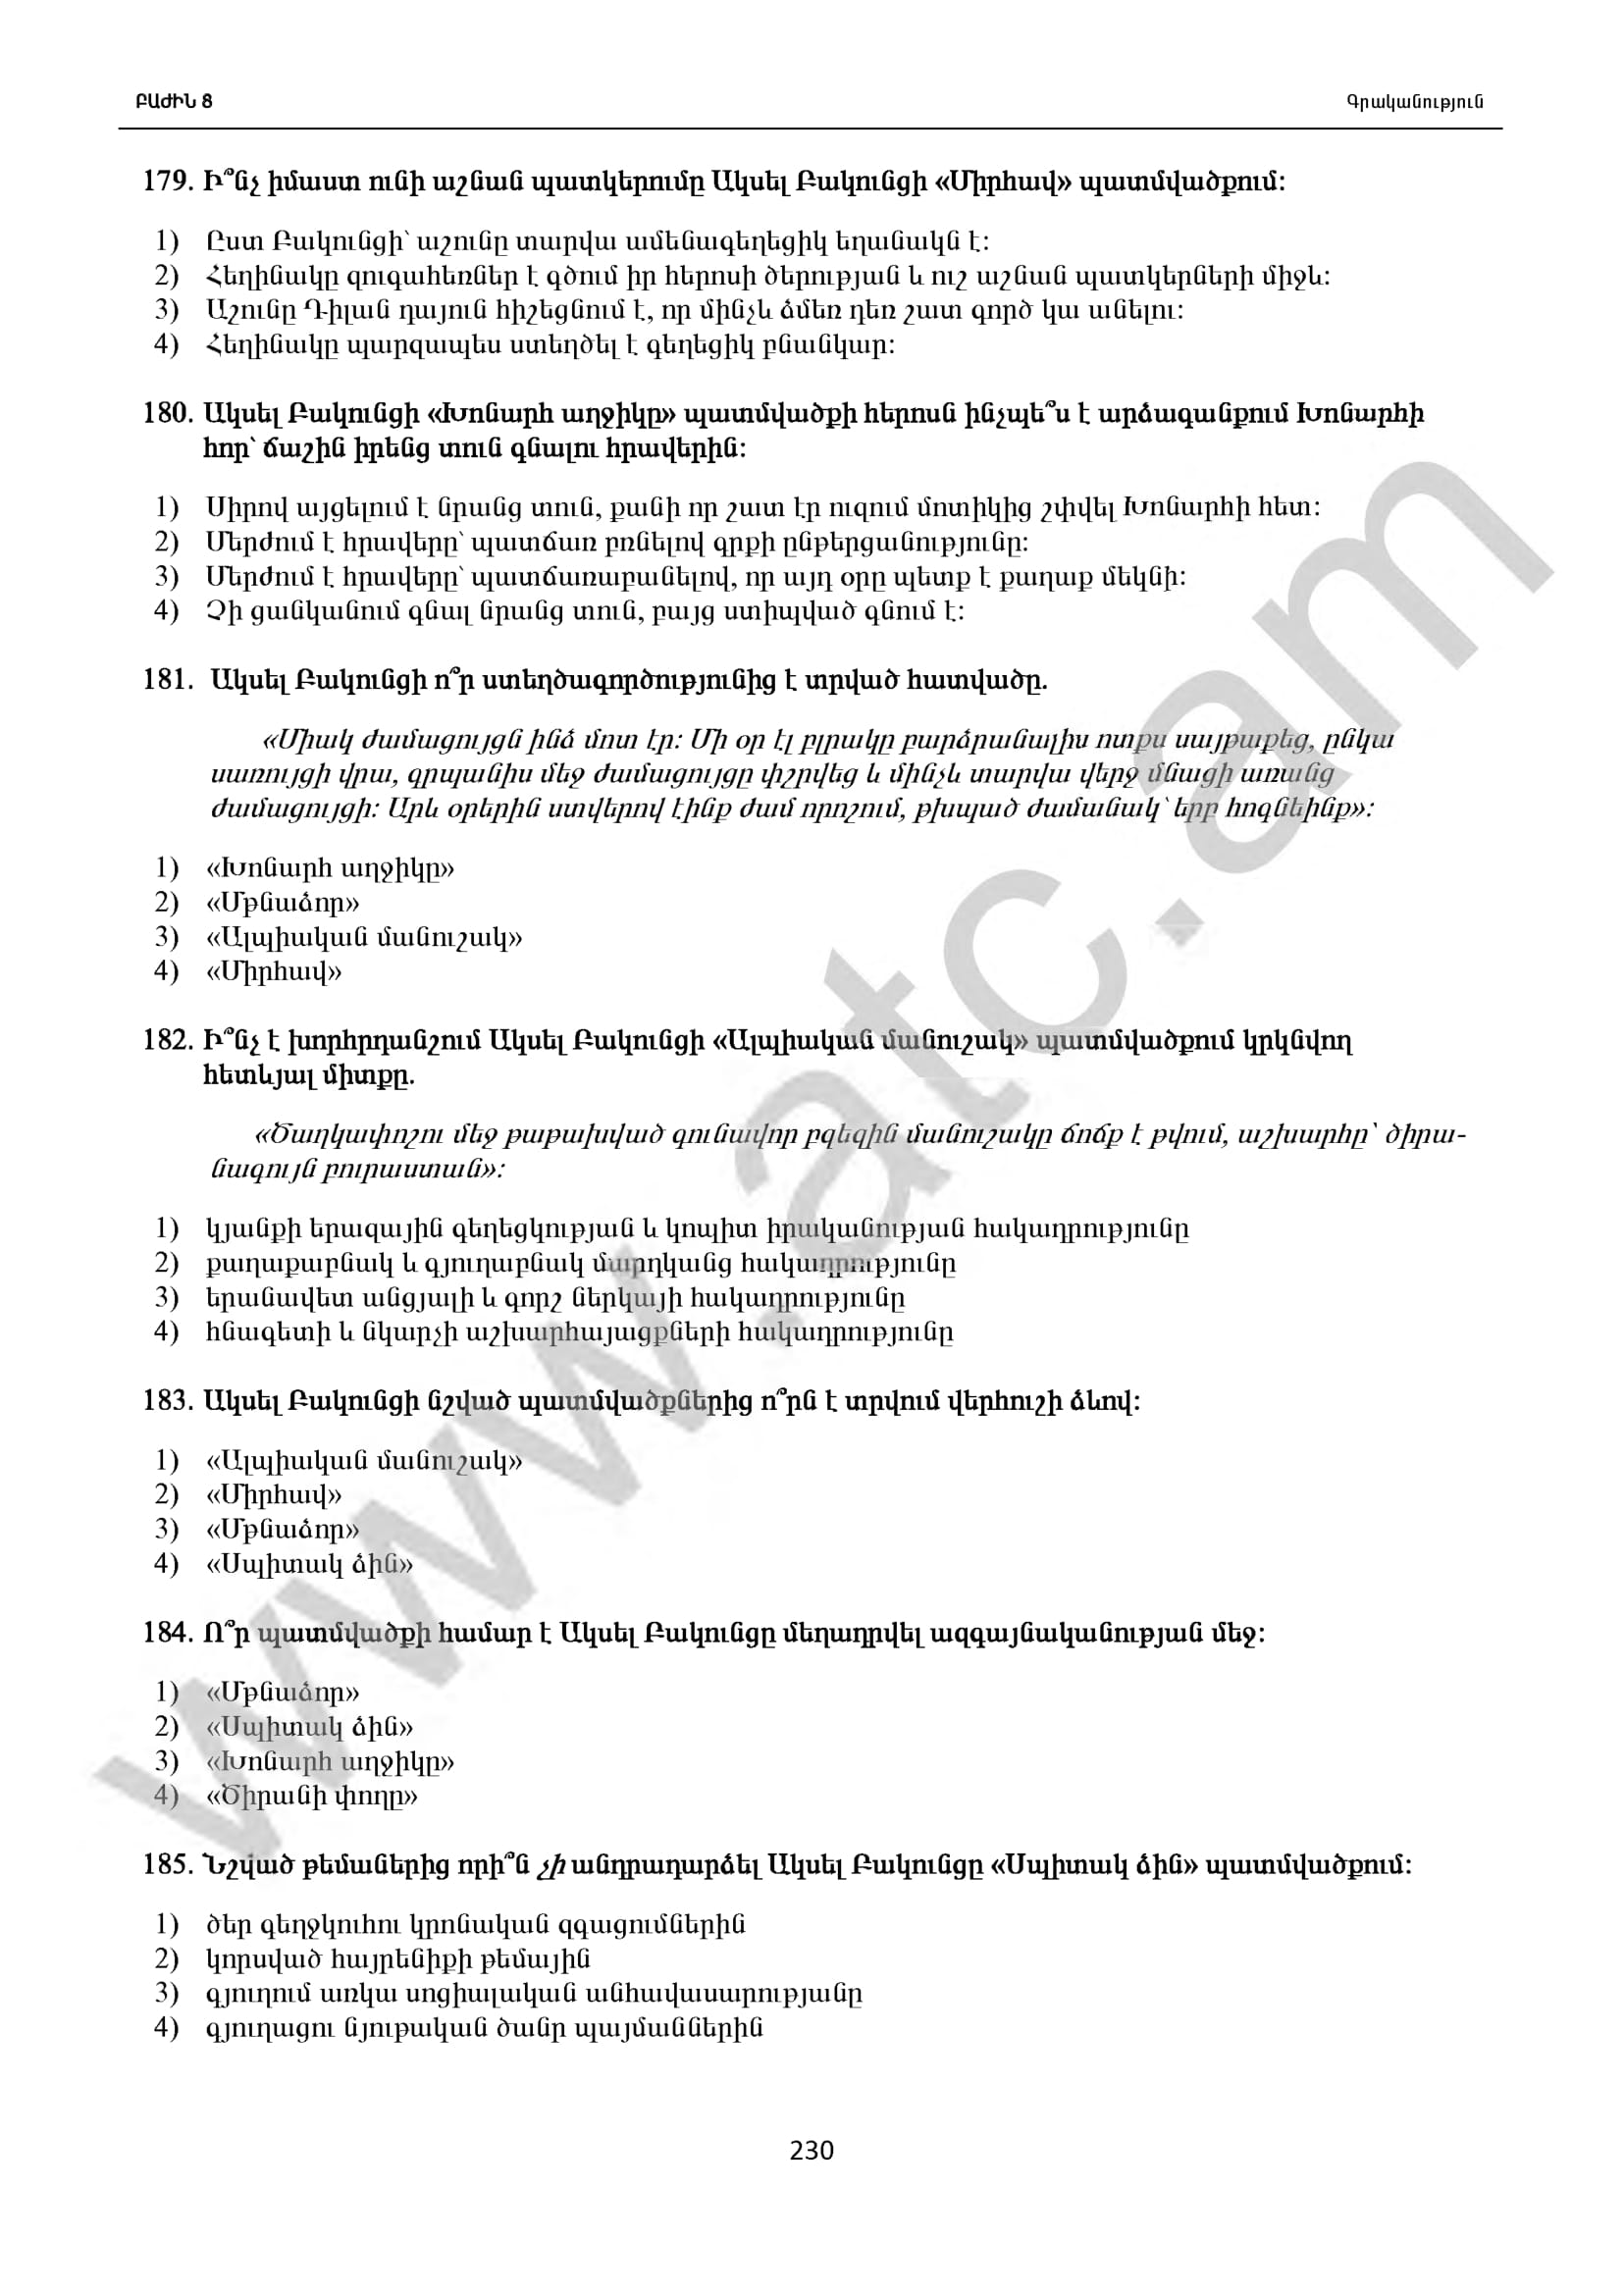 ԲԱԺԻՆ 8 Գրականություն
179. Ի՞նչ իմաստ ունի աշնան պատկերումը Ակսել Բակունցի «Միրհավ» պատմվածքում:
1) Ըստ Բակունցի՝ աշունը տարվա ամենագեղեցիկ եղանակն է:
2) Հեղինակը զուգահեռներ է գծում իր հերոսի ծերության և ուշ աշնան պատկերների միջև:
3) Աշունը Դիլան դայուն հիշեցնում է, որ մինչև ձմեռ դեռ շատ գործ կա անելու:
4) Հեղինակը պարզապես ստեղծել է գեղեցիկ բնանկար:
180. Ակսել Բակունցի «Խոնարհ աղջիկը» պատմվածքի հերոսն ինչպե՞ս է արձագանքում Խոնարհի
հոր՝ ճաշին իրենց տուն գնալու հրավերին:
1) Սիրով այցելում է նրանց տուն, քանի որ շատ էր ուզում մոտիկից շփվել Խոնարհի հետ:
2) Մերժում է հրավերը՝ պատճառ բռնելով գրքի ընթերցանությունը:
3) Մերժում է հրավերը՝ պատճառաբանելով, որ այդ օրը պետք է քաղաք մեկնի:
4) Չի ցանկանում գնալ նրանց տուն, բայց ստիպված գնում է:
181. Ակսել Բակունցի ո՞ր ստեղծագործությունից է տրված հատվածը.
«Միակ ժամացույցն ինձ մոտ էր: Մի օր էլ բլրակը բարձրանալիս ոտքս սայթաքեց, ընկա
սառույցի վրա, գրպանիս մեջ ժամացույցը փշրվեց և մինչև տարվա վերջ մնացի առանց
ժամացույցի: Արև օրերին ստվերով էինք ժամ որոշում, թխպած ժամանակ՝ երբ հոգնեինք»:
1) «Խոնարհ աղջիկը»
2) «Մթնաձոր»
3) «Ալպիական մանուշակ»
4) «Միրհավ»
182. Ի՞նչ է խորհրդանշում Ակսել Բակունցի «Ալպիական մանուշակ» պատմվածքում կրկնվող
հետևյալ միտքը.
«Ծաղկափոշու մեջ թաթախված գունավոր բզեզին մանուշակը ճոճք է թվում, աշխարհը՝ ծիրա-
նագույն բուրաստան»:
1) կյանքի երազային գեղեցկության և կոպիտ իրականության հակադրությունը
2) քաղաքաբնակ և գյուղաբնակ մարդկանց հակադրությունը
3) երանավետ անցյալի և գորշ ներկայի հակադրությունը
4) հնագետի և նկարչի աշխարհայացքների հակադրությունը
183. Ակսել Բակունցի նշված պատմվածքներից ո՞րն է տրվում վերհուշի ձևով:
1) «Ալպիական մանուշակ»
2) «Միրհավ»
3) «Մթնաձոր»
4) «Սպիտակ ձին»
184. Ո՞ր պատմվածքի համար է Ակսել Բակունցը մեղադրվել ազգայնականության մեջ:
1) «Մթնաձոր»
2) «Սպիտակ ձին»
3) «Խոնարհ աղջիկը»
4) «Ծիրանի փողը»
185. Նշված թեմաներից որի՞ն չի անդրադարձել Ակսել Բակունցը «Սպիտակ ձին» պատմվածքում:
1) ծեր գեղջկուհու կրոնական զգացումներին
2) կորսված հայրենիքի թեմային
3) գյուղում առկա սոցիալական անհավասարությանը
4) գյուղացու նյութական ծանր պայմաններին
230
www.atc.am